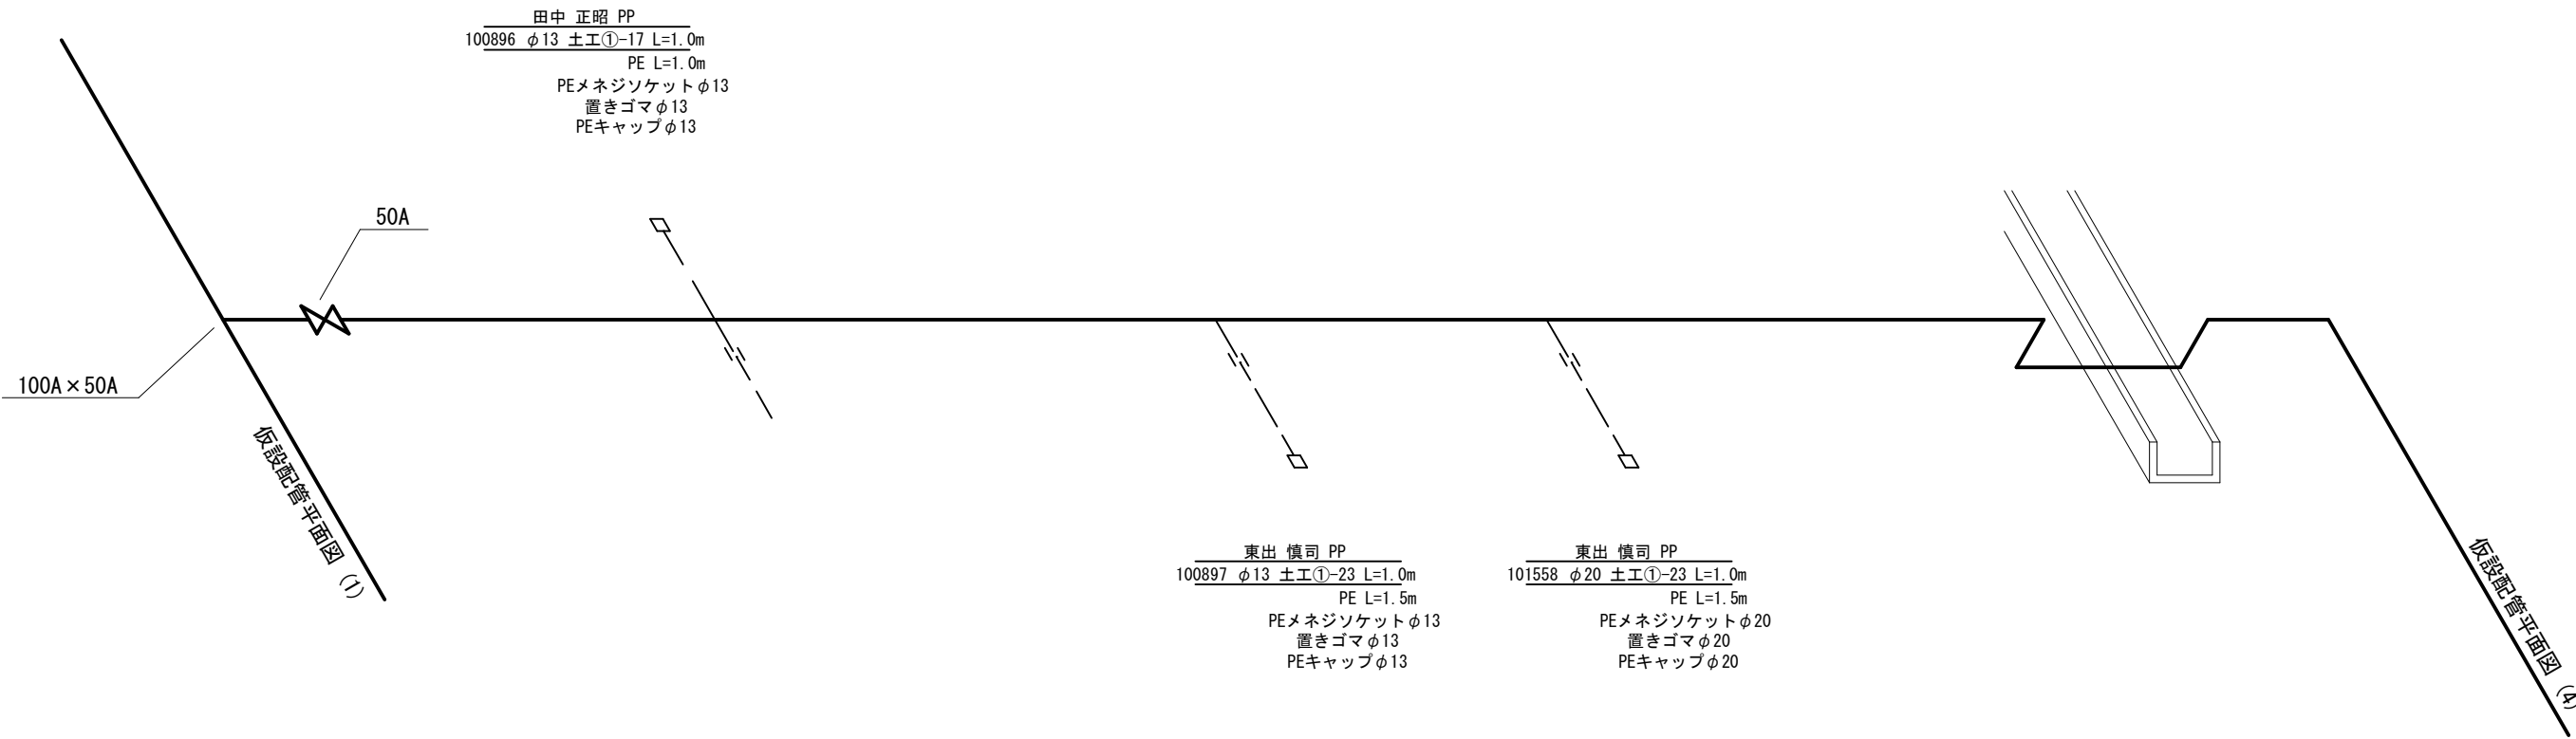 田中 正昭 PP
100896 φ13 土工①-17 L=1.0m
PE L=1.0m
PEメネジソケットφ13
置きゴマφ13
PEキャップφ13
50A
100A×50A
仮設配管平面図 (1)
東出 慎司 PP
100897 φ13 土工①-23 L=1.0m
PE L=1.5m
PEメネジソケットφ13
置きゴマφ13
PEキャップφ13
東出 慎司 PP
101558 φ20 土工①-23 L=1.0m
PE L=1.5m
PEメネジソケットφ20
置きゴマφ20
PEキャップφ20
仮設配管平面図 (4)